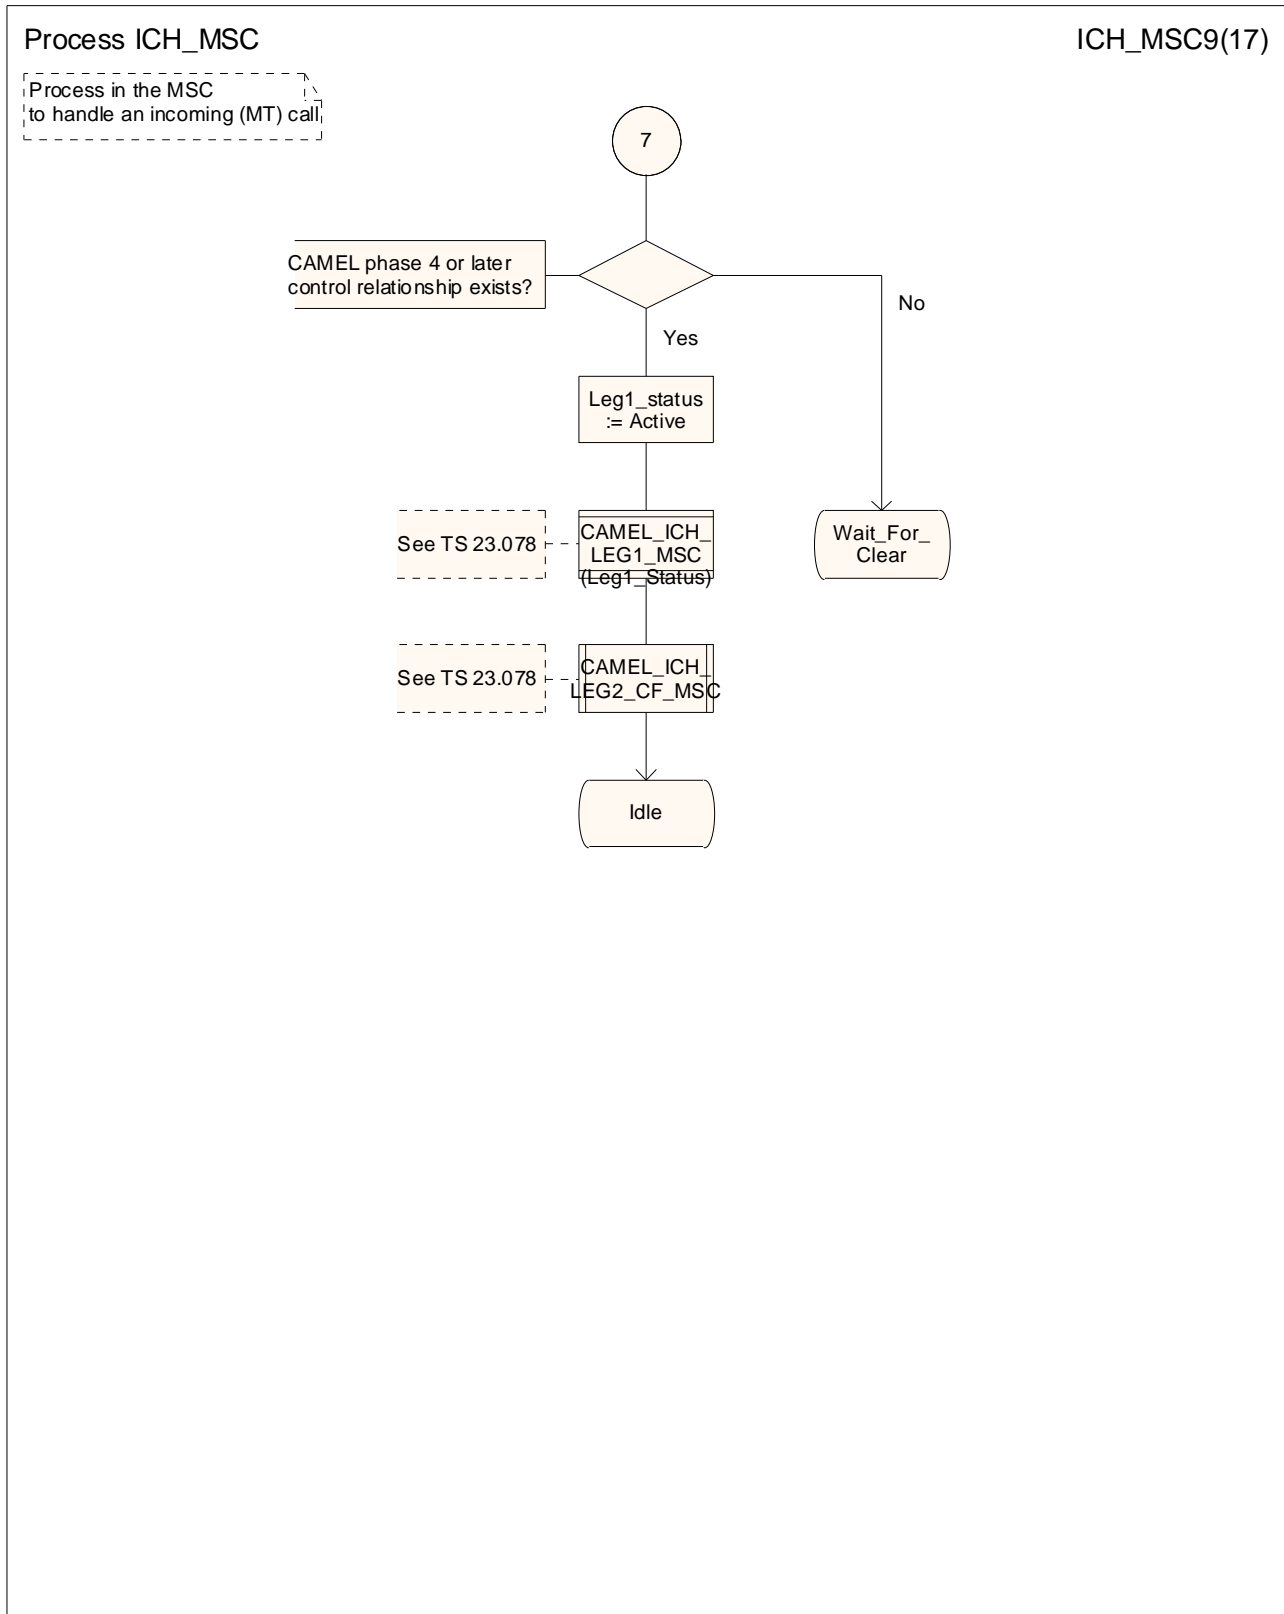 Process ICH_MSC
ICH_MSC9(17)
Process in the MSC
to handle an incoming (MT) call
7
CAMEL phase 4 or later
control relationship exists?
No
Yes
Leg1_status
:= Active
See TS 23.078
CAMEL_ICH_
LEG1_MSC
(Leg1_Status)
Wait_For_
Clear
See TS 23.078
CAMEL_ICH_
LEG2_CF_MSC
Idle